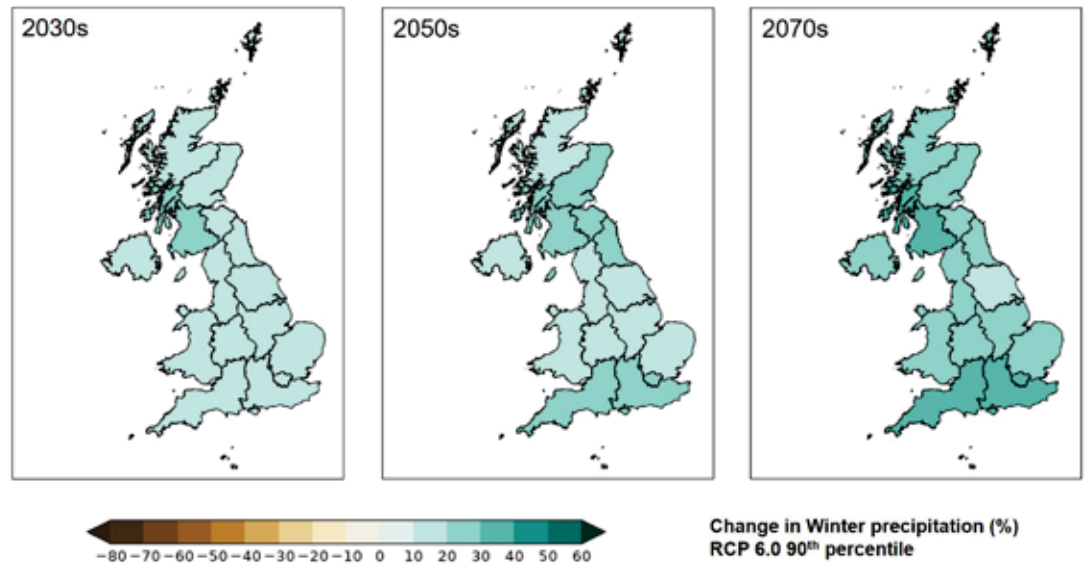 2030s
2050s
2070s
−80 −70 −60 −50 −40 −30 −20 −10 0 10 20 30 40 50 60
Change in Winter precipitation (%)
RCP 6.0 90th percentile